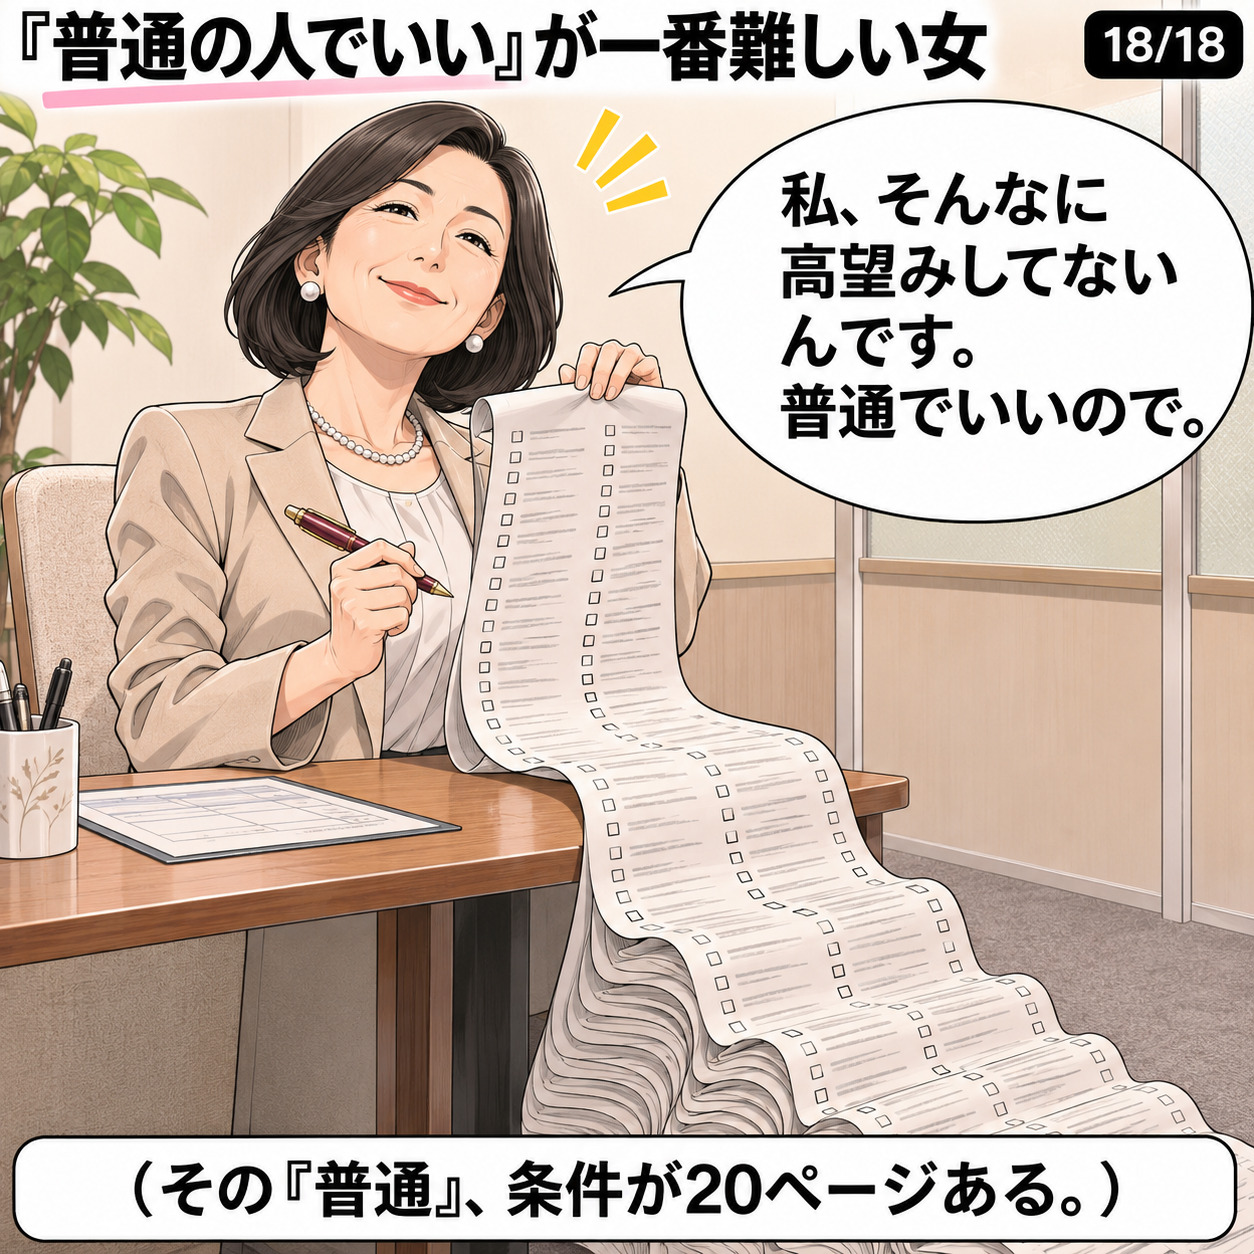 『普通の人でいい』が一番難しい女
18/18
私、そんなに
高望みしてない
んです。
普通でいいので。
(その『普通』、条件が20ページある。)